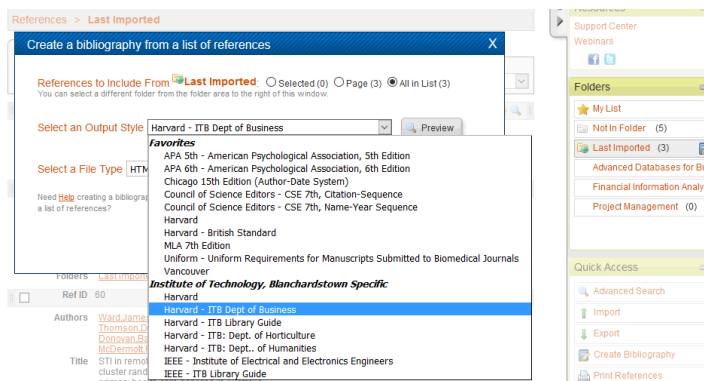 References > Last Imported
Resources
Support Center
Webinars
Create a bibliography from a list of references X
References to Include From Last Imported: Selected (0) Page (3) All in List (3)
You can select a different folder from the folder area to the right of this window.
Select an Output Style Harvard - ITB Dept of Business Preview
Favorites
APA 5th - American Psychological Association, 5th Edition
APA 6th - American Psychological Association, 6th Edition
Chicago 15th Edition (Author-Date System)
Council of Science Editors - CSE 7th, Citation-Sequence
Council of Science Editors - CSE 7th, Name-Year Sequence
Harvard
Harvard - British Standard
MLA 7th Edition
Uniform - Uniform Requirements for Manuscripts Submitted to Biomedical Journals
Vancouver
Institute of Technology, Blanchardstown Specific
Harvard
Harvard - ITB Dept of Business
Harvard - ITB Library Guide
Harvard - ITB: Dept. of Horticulture
Harvard - ITB: Dept.. of Humanities
IEEE - Institute of Electrical and Electronics Engineers
IEEE - ITB Library Guide
Select a File Type HTM
Need Help creating a bibliograp
a list of references?
Folders Last Importe
Ref ID 60
Authors Ward,Jame
Thomson,D
Donovan,Ba
McDermott,
Title STI in remot
cluster rand
Folders
My List
Not In Folder (5)
Last Imported (3)
Advanced Databases for Bu
Financial Information Analy
Project Management (0)
Quick Access
Advanced Search
Import
Export
Create Bibliography
Print References